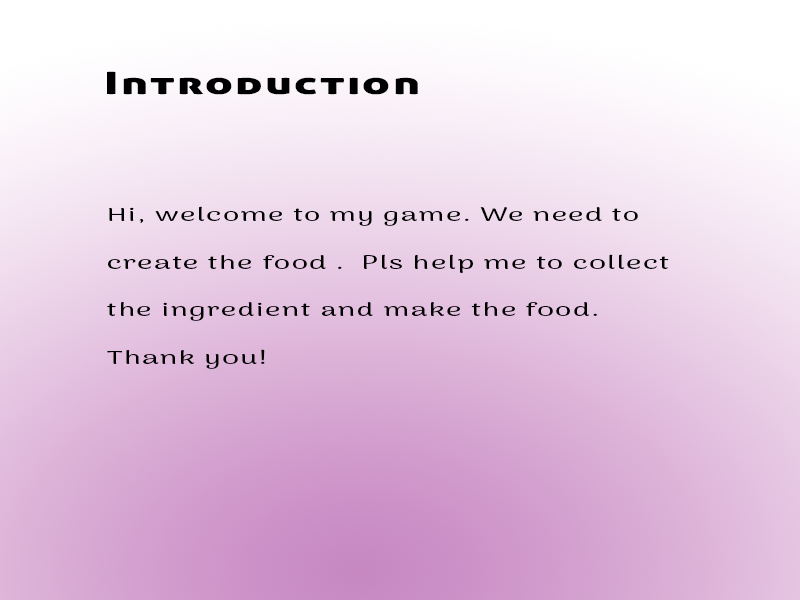 Introduction
Hi, welcome to my game. We need to
create the food .  Pls help me to collect
the ingredient and make the food.
Thank you!